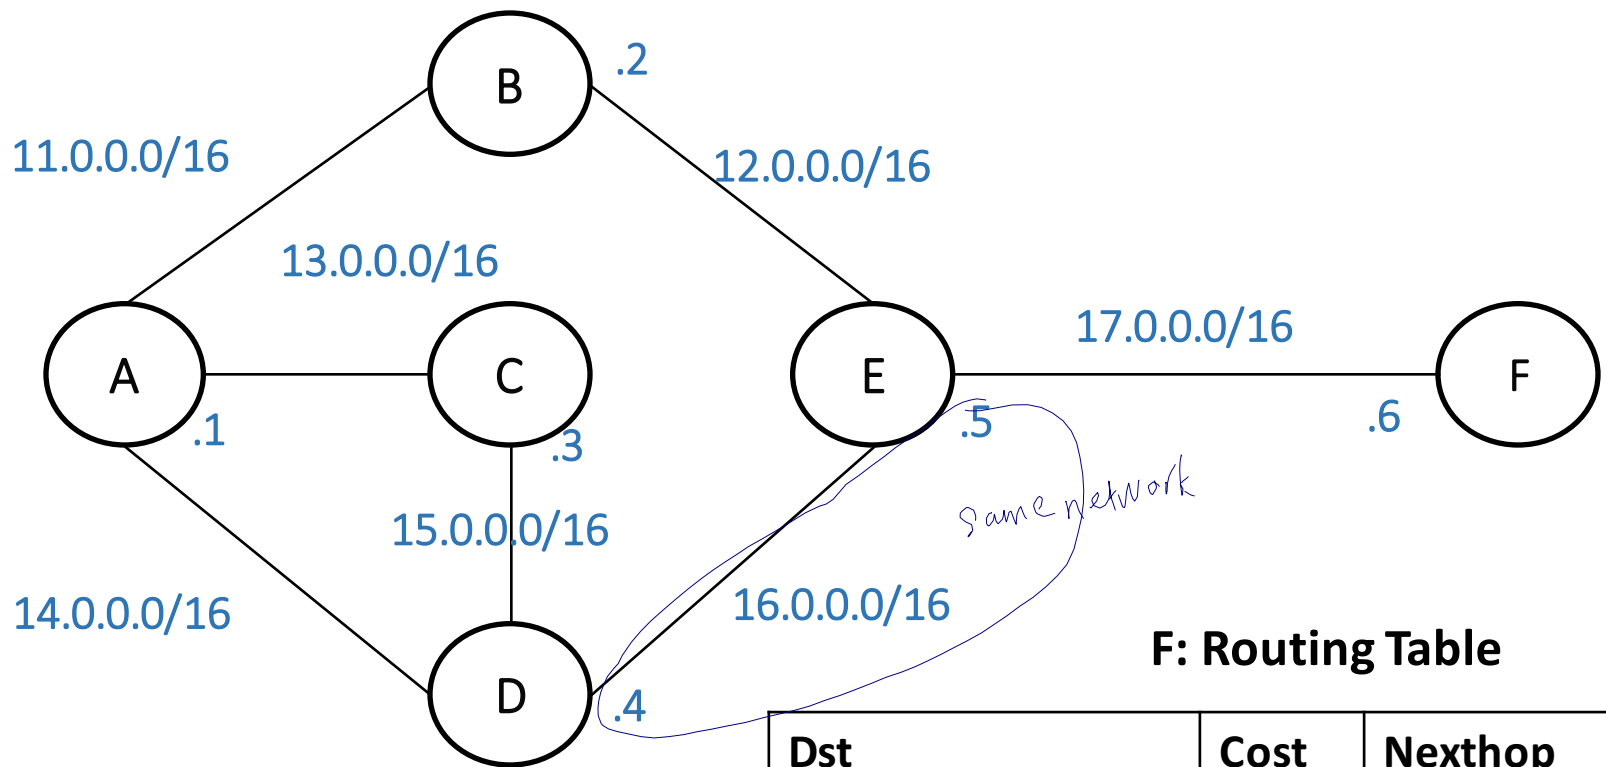 B
.2
11.0.0.0/16
12.0.0.0/16
13.0.0.0/16
17.0.0.0/16
A
C
E
F
.1
.3
.5
.6
same network
15.0.0.0/16
14.0.0.0/16
16.0.0.0/16
F: Routing Table
D
.4
Dst Cost Nexthop